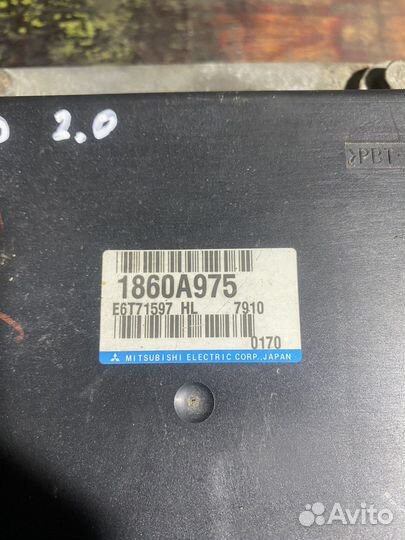 2.0
>PBT-
1860A975
E6T71597 HL 7910
0170
MITSUBISHI ELECTRIC CORP., JAPAN
Avito